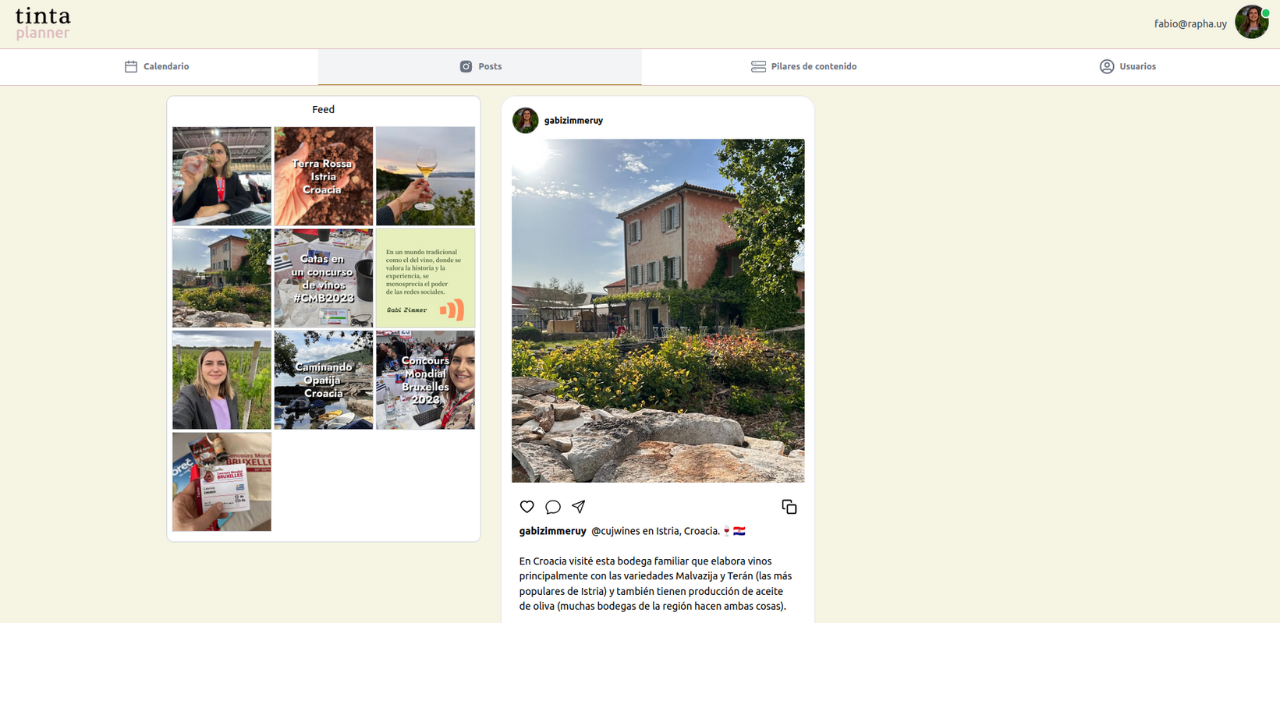 tinta
planner
fabio@rapha.uy
Calendario
Posts
Pilares de contenido
Usuarios
Feed
Terra Rossa
Istria
Croacia
Catas en
un concurso
de vinos
#CMB2023
En un mundo tradicional
como el del vino, donde se
valora la historia y la
experiencia, se
menosprecia el poder
de las redes sociales.
Gabi Zimmer
Caminando
Opatija
Croacia
Concours
Mondial
Bruxelles
2023
BRUXELLES
gabizimmeruy
gabizimmeruy @cujwines en Istria, Croacia.🍷🇭🇷
En Croacia visité esta bodega familiar que elabora vinos
principalmente con las variedades Malvazija y Terán (las más
populares de Istria) y también tienen producción de aceite
de oliva (muchas bodegas de la región hacen ambas cosas).